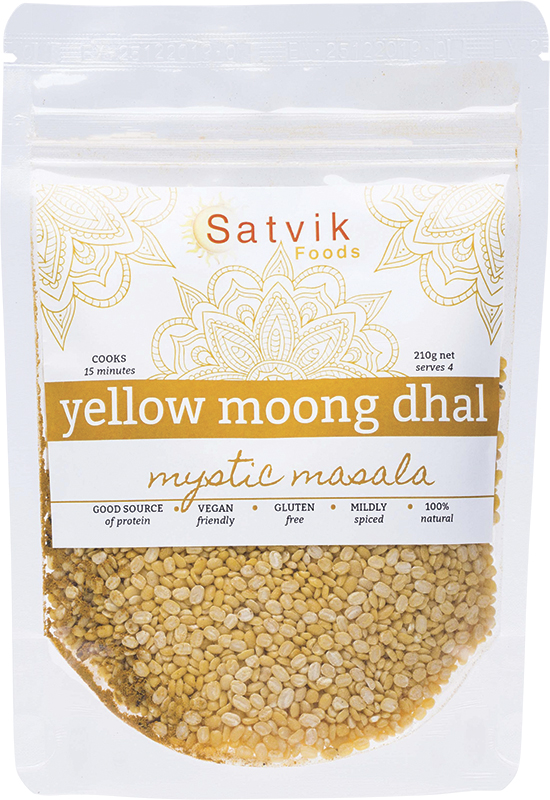 Satvik
Foods
COOKS
15 minutes
210g net
serves 4
yellow moong dhal
mystic masala
GOOD SOURCE • VEGAN • GLUTEN • MILDLY • 100%
of protein friendly free spiced natural